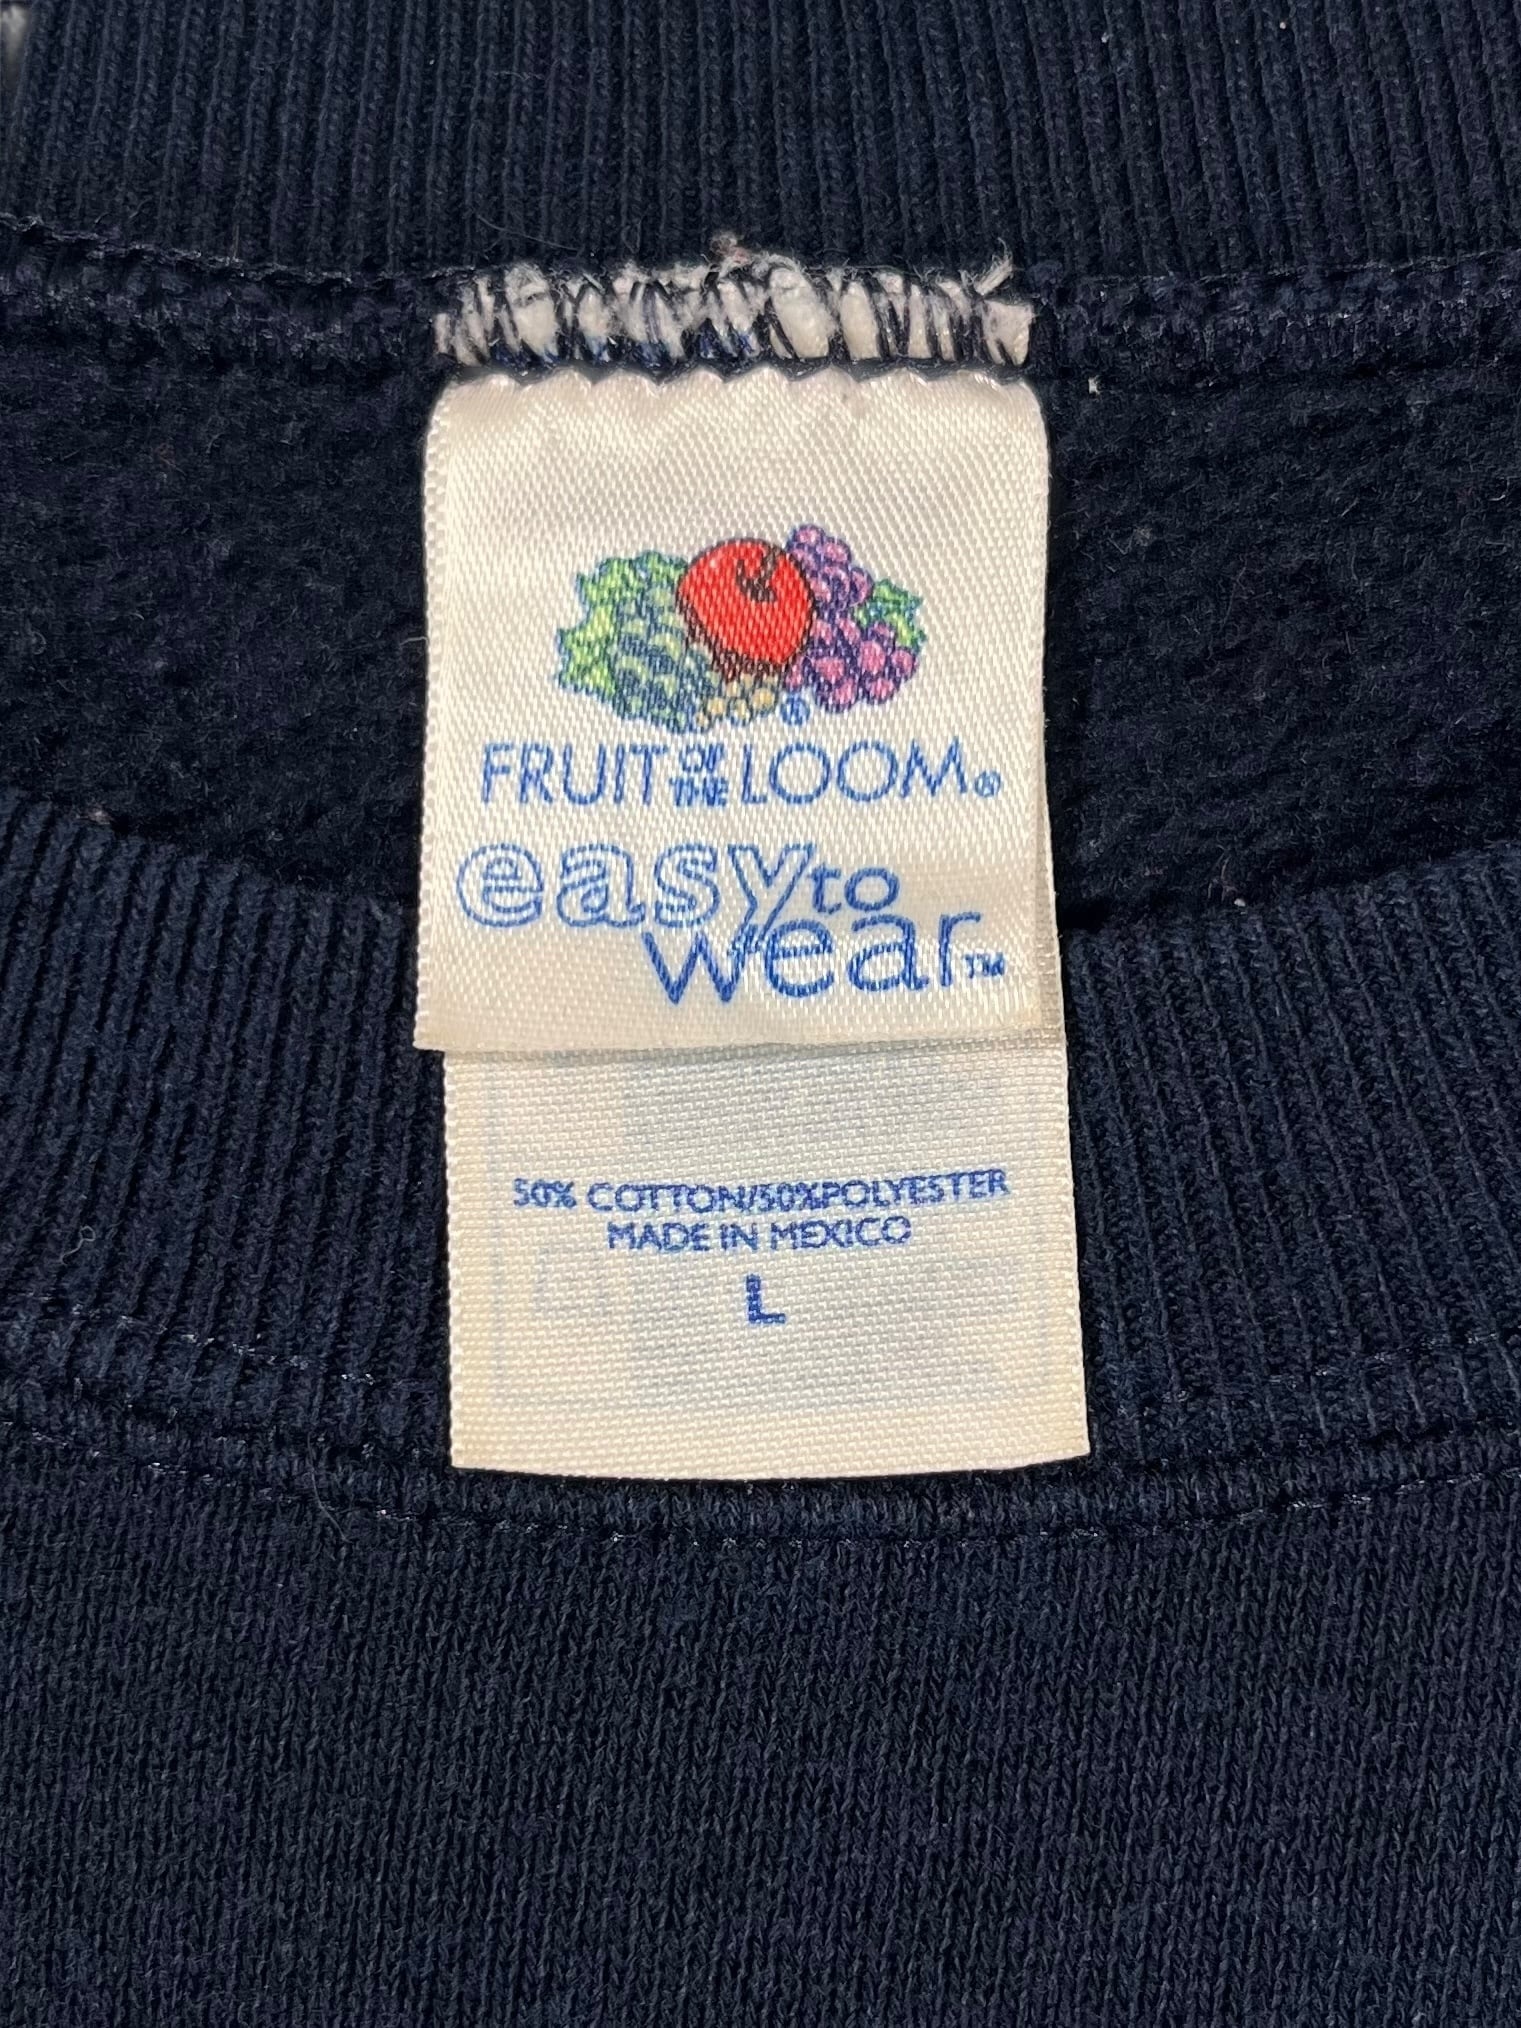 ®
FRUIT OF THE LOOM®
easy to
wear™
50% COTTON/50%POLYESTER
MADE IN MEXICO
L